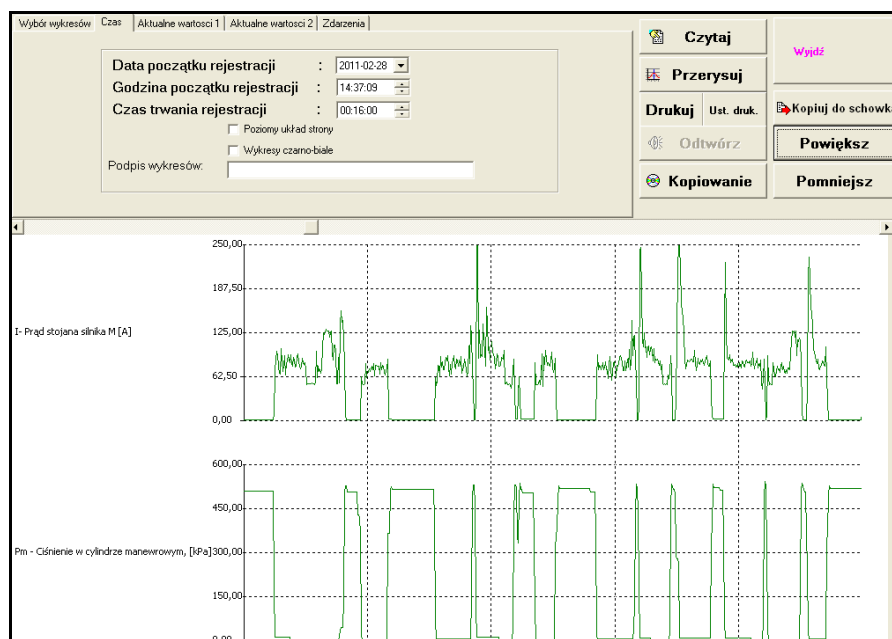 Wybór wykresów Czas Aktualne wartosci 1 Aktualne wartosci 2 Zdarzenia
Data początku rejestracji : 2011-02-28
Godzina początku rejestracji : 14:37:09
Czas trwania rejestracji : 00:16:00
Poziomy układ strony
Wykresy czarno-białe
Podpis wykresów:
Czytaj
Przerysuj
Drukuj Ust. druk.
Odtwórz
Kopiowanie
Wyjdź
Kopiuj do schowka
Powiększ
Pomniejsz
250,00
187,50
I- Prąd stojana silnika M [A] 125,00
62,50
0,00
600,00
450,00
Pm - Ciśnienie w cylindrze manewrowym, [kPa] 300,00
150,00
0,00